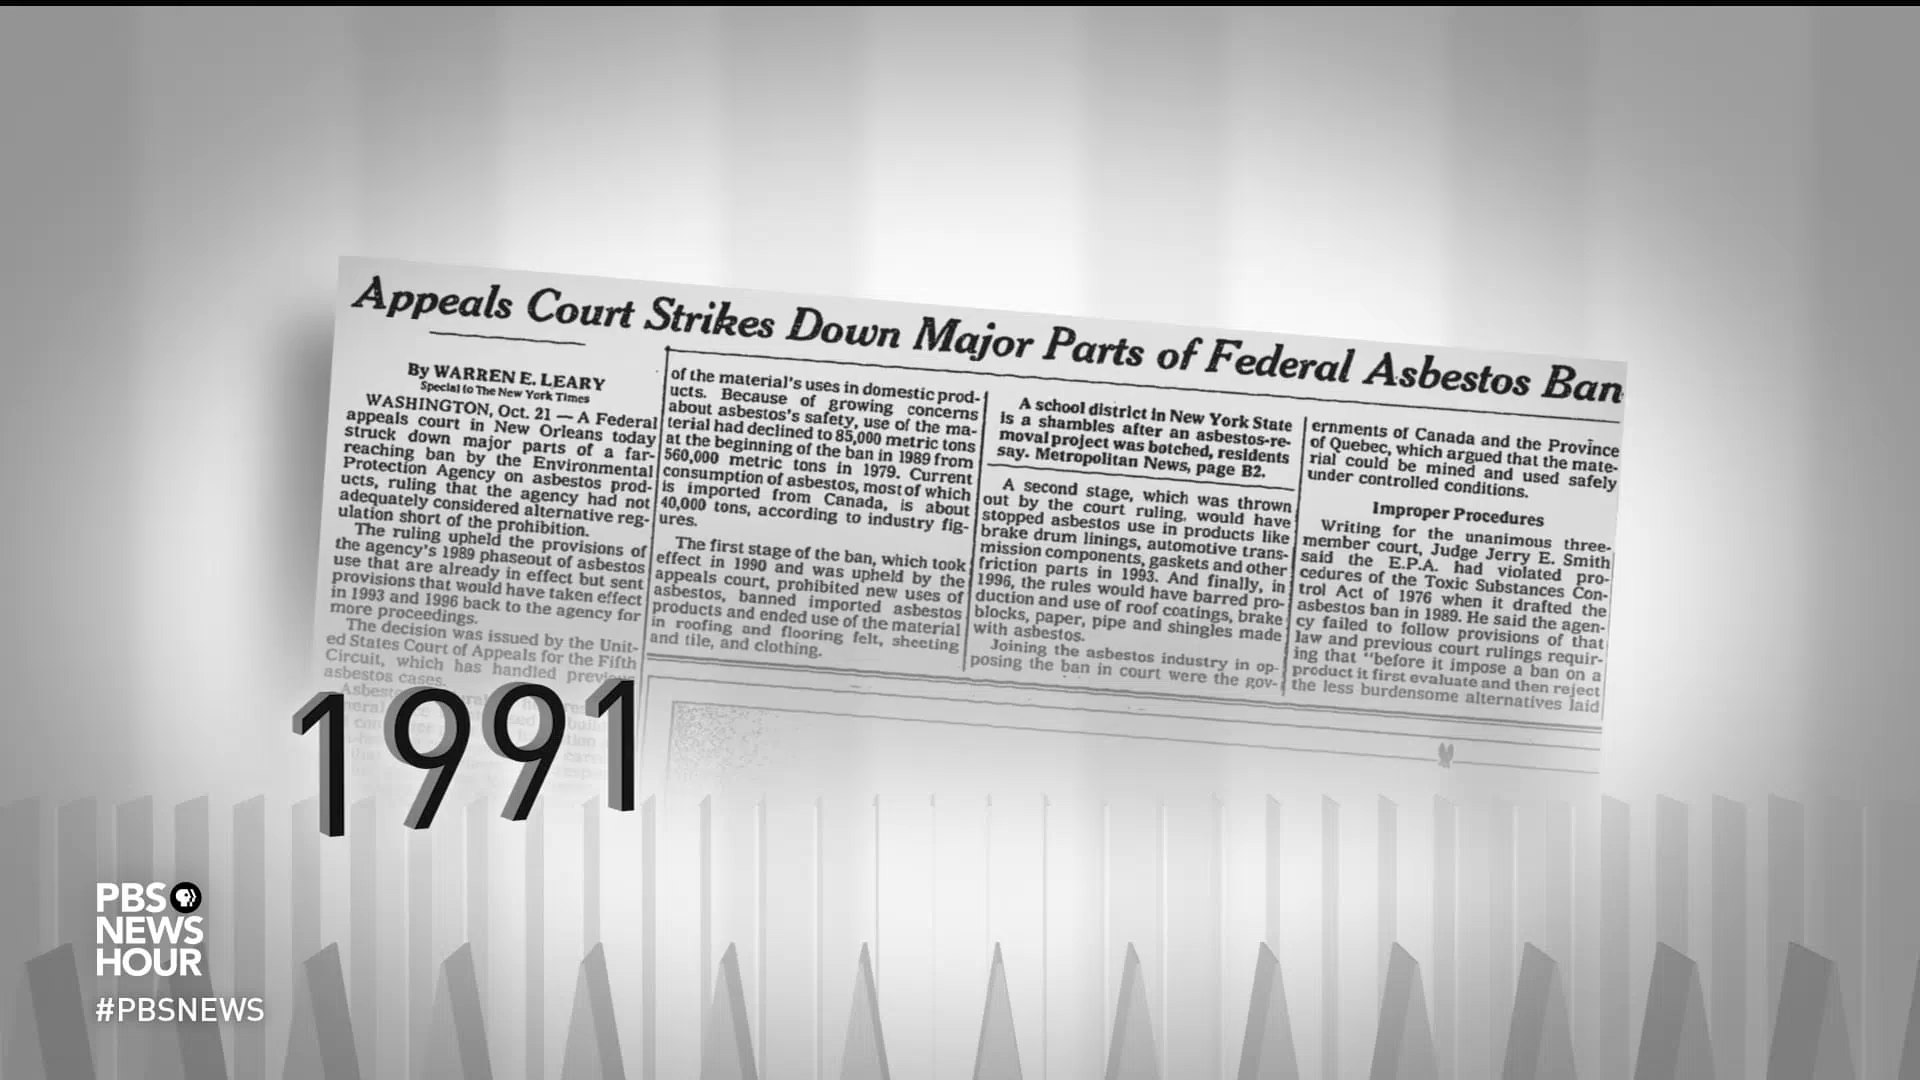 Appeals Court Strikes Down Major Parts of Federal Asbestos Ban
By WARREN E. LEARY
Special to The New York Times
WASHINGTON, Oct. 21 — A Federal
appeals court in New Orleans today
struck down major parts of a far-
reaching ban by the Environmental
Protection Agency on asbestos prod-
ucts, ruling that the agency had not
adequately considered alternative reg-
ulation short of the prohibition.
The ruling upheld the provisions of
the agency's 1989 phaseout of asbestos
use that are already in effect but sent
provisions that would have taken effect
in 1993 and 1996 back to the agency for
more proceedings.
The decision was issued by the Unit-
ed States Court of Appeals for the Fifth
Circuit, which has handled previous
asbestos cases.
of the material's uses in domestic prod-
ucts. Because of growing concerns
about asbestos's safety, use of the ma-
terial had declined to 85,000 metric tons
at the beginning of the ban in 1989 from
560,000 metric tons in 1979. Current
consumption of asbestos, most of which
is imported from Canada, is about
40,000 tons, according to industry fig-
ures.
The first stage of the ban, which took
effect in 1990 and was upheld by the
appeals court, prohibited new uses of
asbestos, banned imported asbestos
products and ended use of the material
in roofing and flooring felt, sheeting
and tile, and clothing.
A school district in New York State
is a shambles after an asbestos-re-
moval project was botched, residents
say. Metropolitan News, page B2.
A second stage, which was thrown
out by the court ruling, would have
stopped asbestos use in products like
brake drum linings, automotive trans-
mission components, gaskets and other
friction parts in 1993. And finally, in
1996, the rules would have barred pro-
duction and use of roof coatings, brake
blocks, paper, pipe and shingles made
with asbestos.
Joining the asbestos industry in op-
posing the ban in court were the gov-
ernments of Canada and the Province
of Quebec, which argued that the mate-
rial could be mined and used safely
under controlled conditions.
Improper Procedures
Writing for the unanimous three-
member court, Judge Jerry E. Smith
said the E.P.A. had violated pro-
cedures of the Toxic Substances Con-
trol Act of 1976 when it drafted the
asbestos ban in 1989. He said the agen-
cy failed to follow provisions of that
law and previous court rulings requir-
ing that "before it impose a ban on a
product it first evaluate and then reject
the less burdensome alternatives laid
1991
PBS
NEWS
HOUR
#PBSNEWS